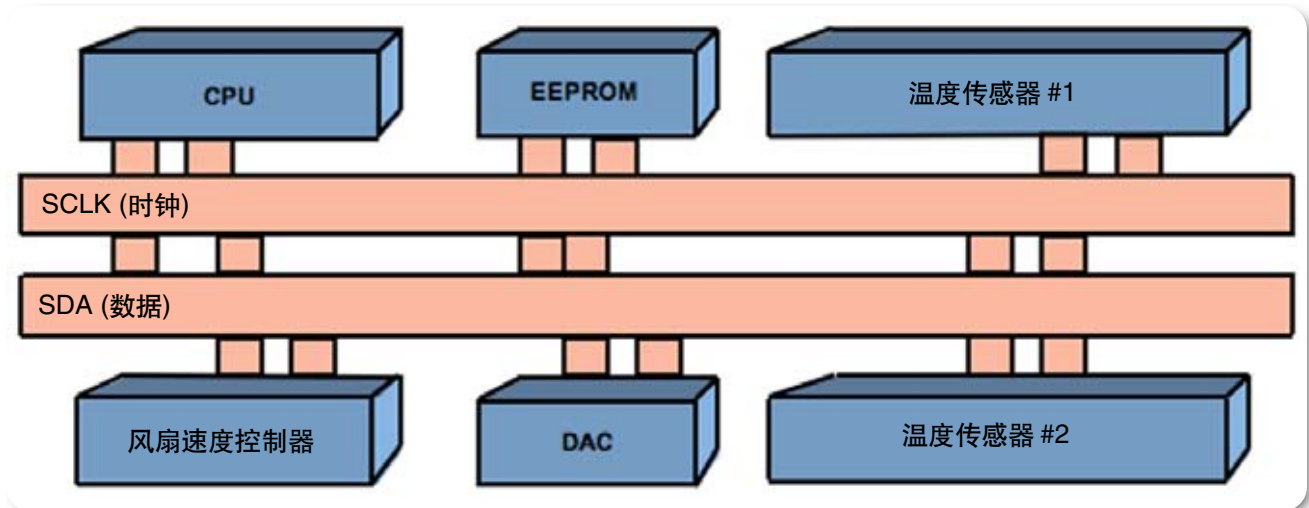 CPU
EEPROM
温度传感器 #1
SCLK (时钟)
SDA (数据)
风扇速度控制器
DAC
温度传感器 #2